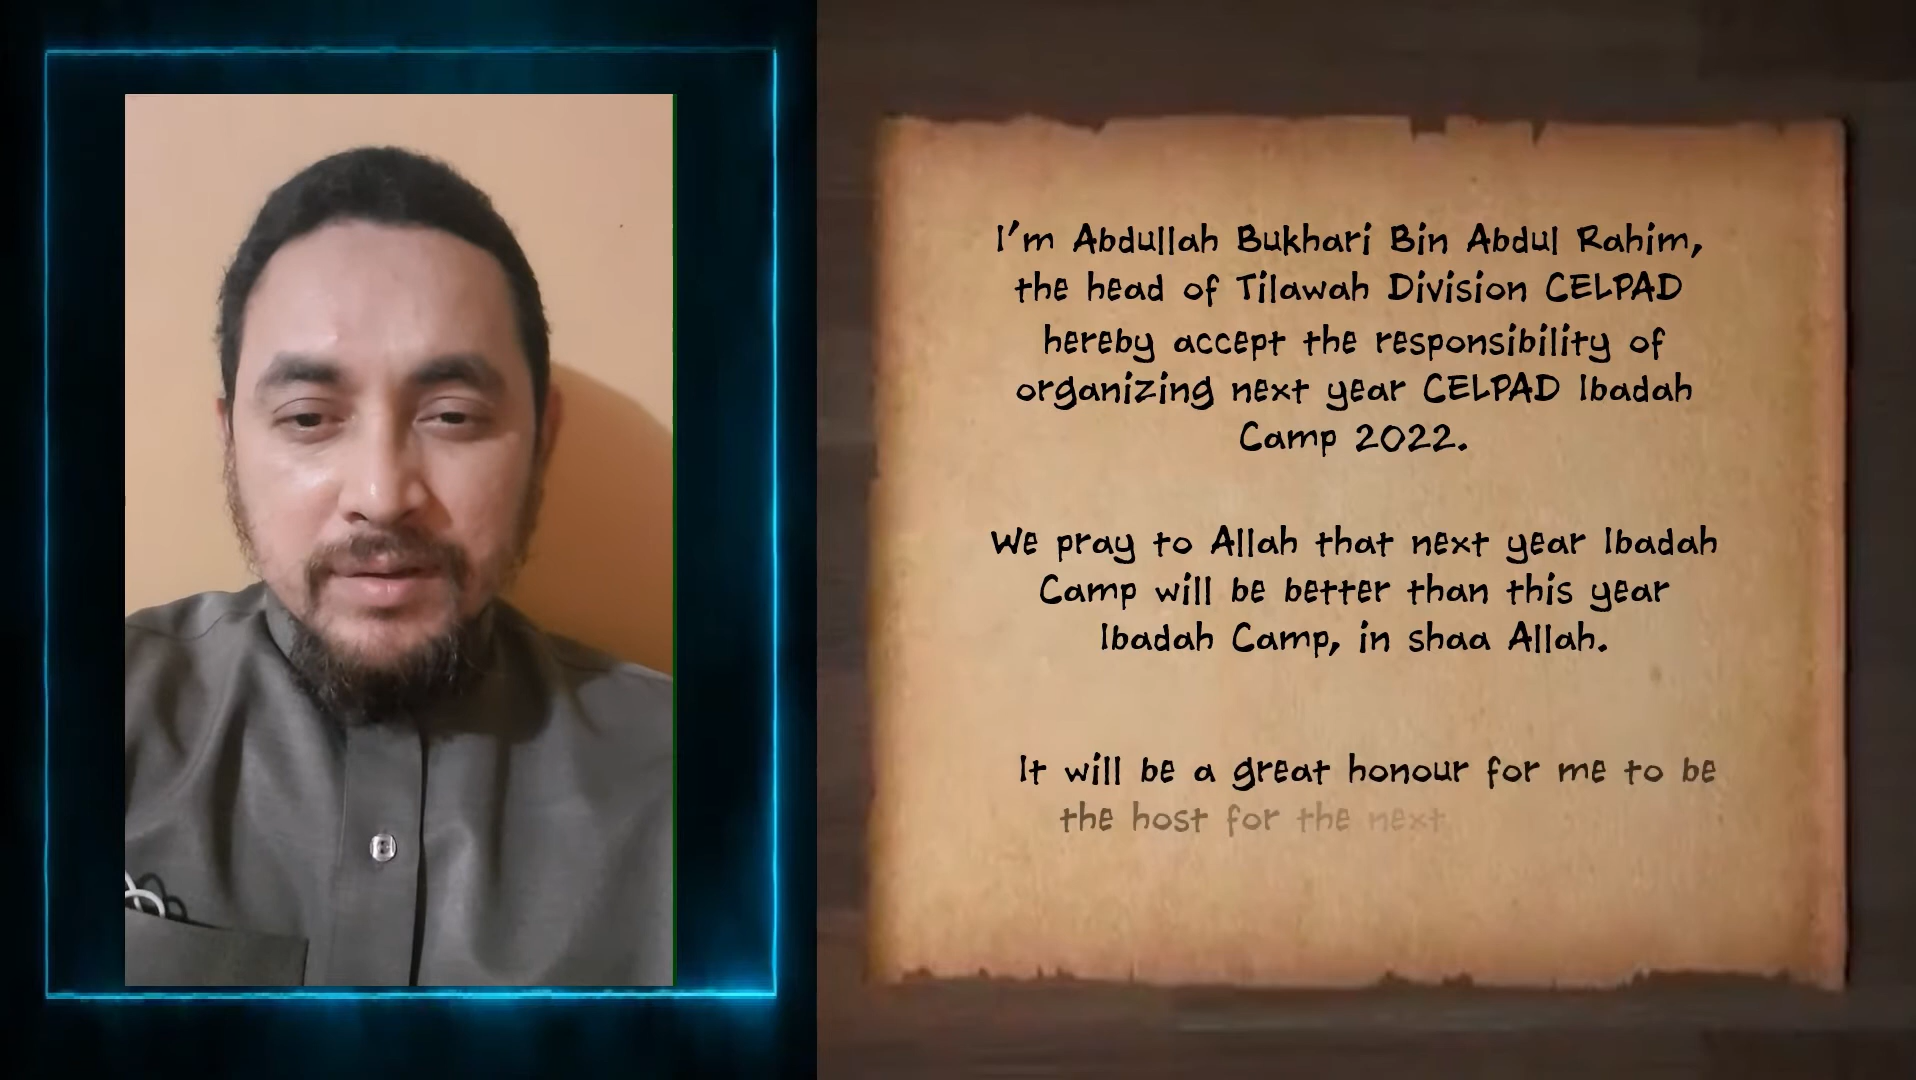 I'm Abdullah Bukhari Bin Abdul Rahim,
the head of Tilawah Division CELPAD
hereby accept the responsibility of
organizing next year CELPAD Ibadah
Camp 2022.
We pray to Allah that next year Ibadah
Camp will be better than this year
Ibadah Camp, in shaa Allah.
It will be a great honour for me to be
the host for the next